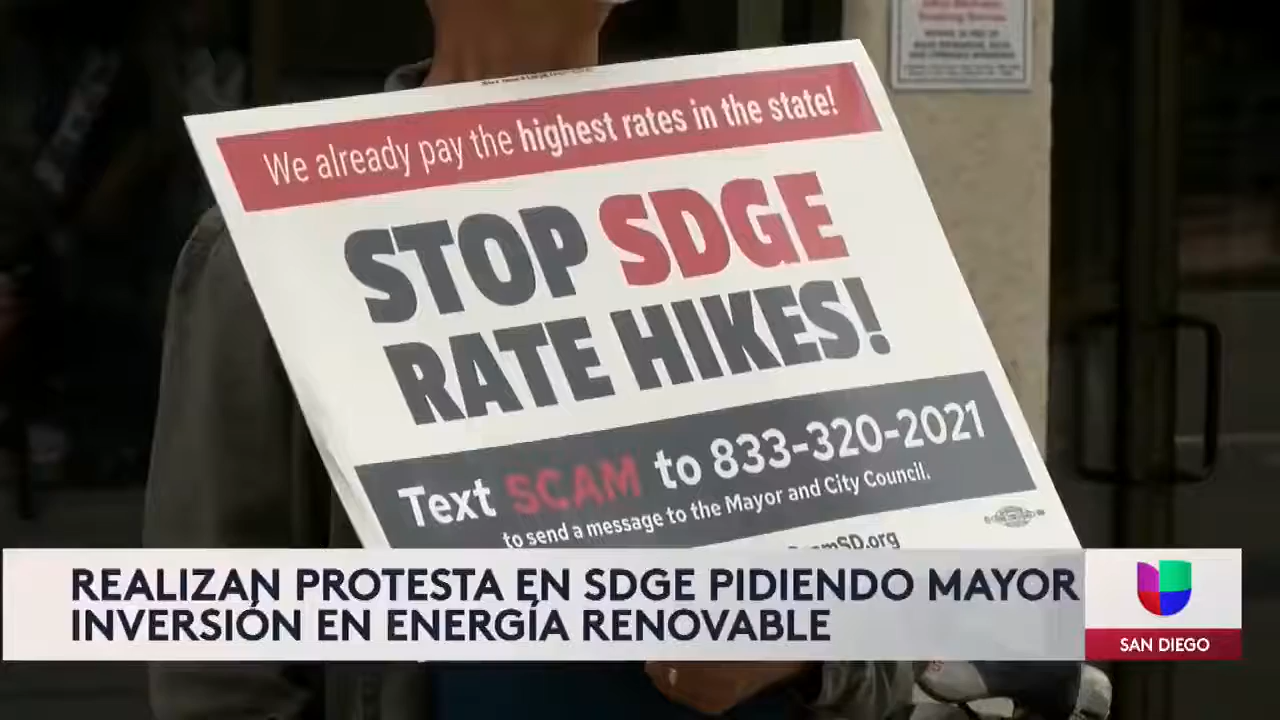 We already pay the highest rates in the state!
STOP SDGE
RATE HIKES!
Text SCAM to 833-320-2021
to send a message to the Mayor and City Council.
REALIZAN PROTESTA EN SDGE PIDIENDO MAYOR
INVERSIÓN EN ENERGÍA RENOVABLE
SAN DIEGO